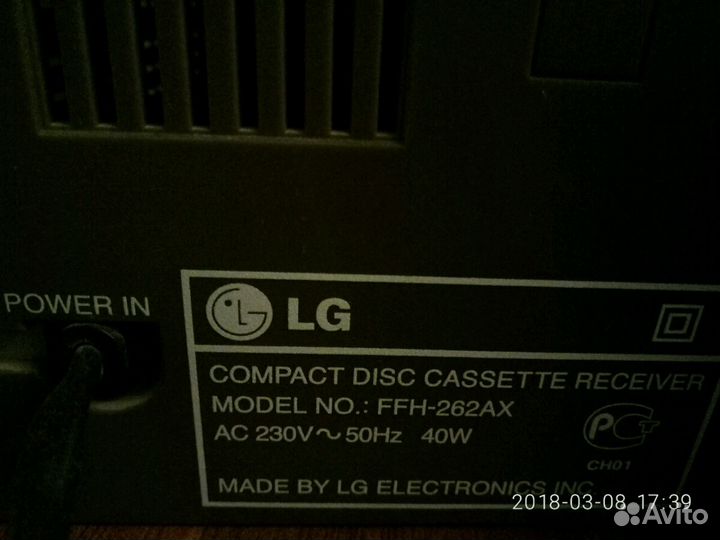 POWER IN
LG
COMPACT DISC CASSETTE RECEIVER
MODEL NO.: FFH-262AX
AC 230V~50Hz 40W
РСТ
CH01
MADE BY LG ELECTRONICS INC.
2018-03-08 17:39
Avito